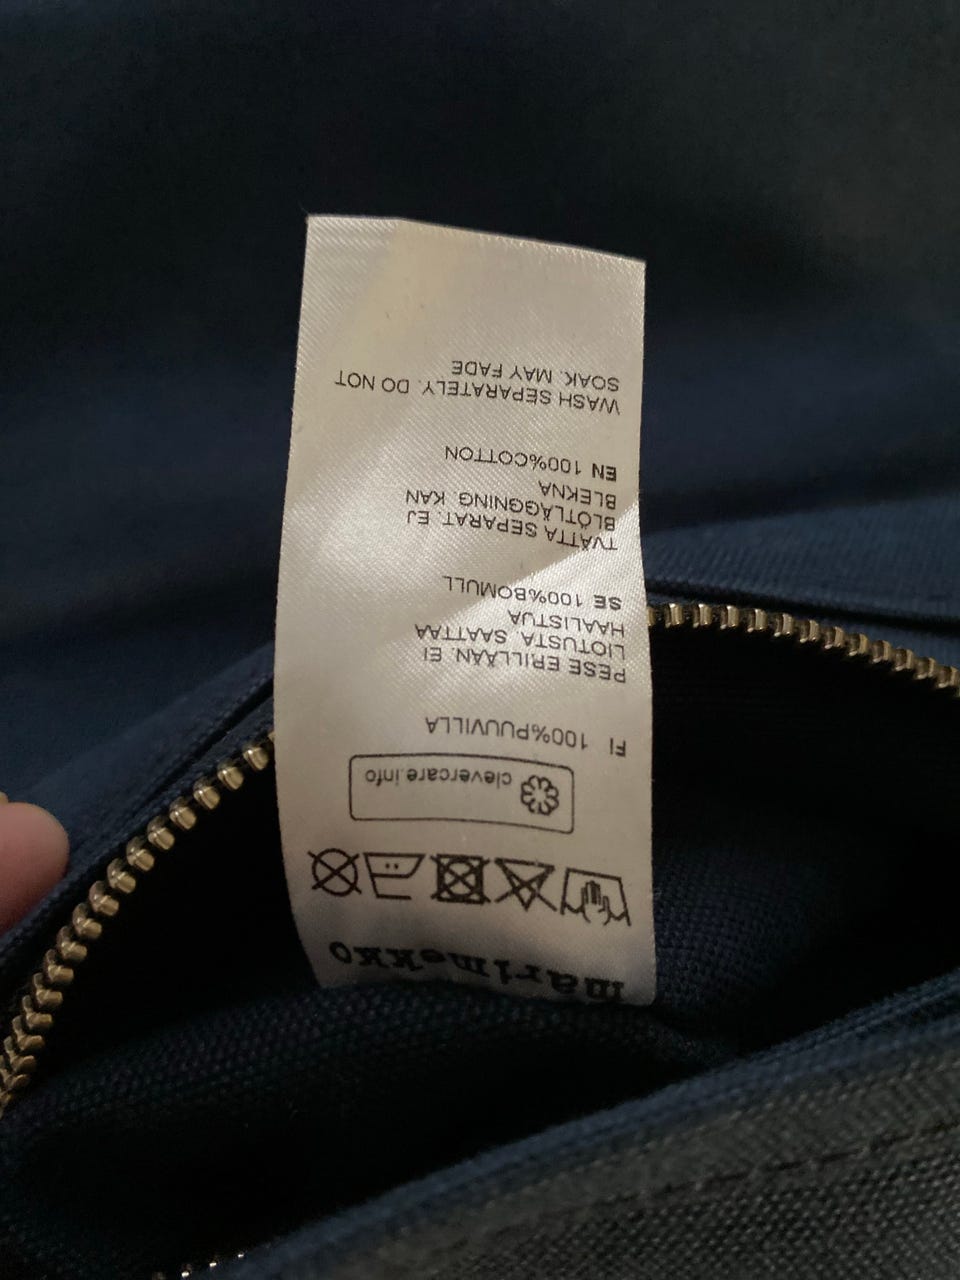 marimekko
clevercare.info
FI 100%PUUVILLA
PESE ERILLÄÄN. EI
LIOTUSTA. SAATTAA
HAALISTUA
SE 100%BOMULL
TVÄTTA SEPARAT. EJ
BLÖTLÄGGNING. KAN
BLEKNA
EN 100%COTTON
WASH SEPARATELY. DO NOT
SOAK. MAY FADE